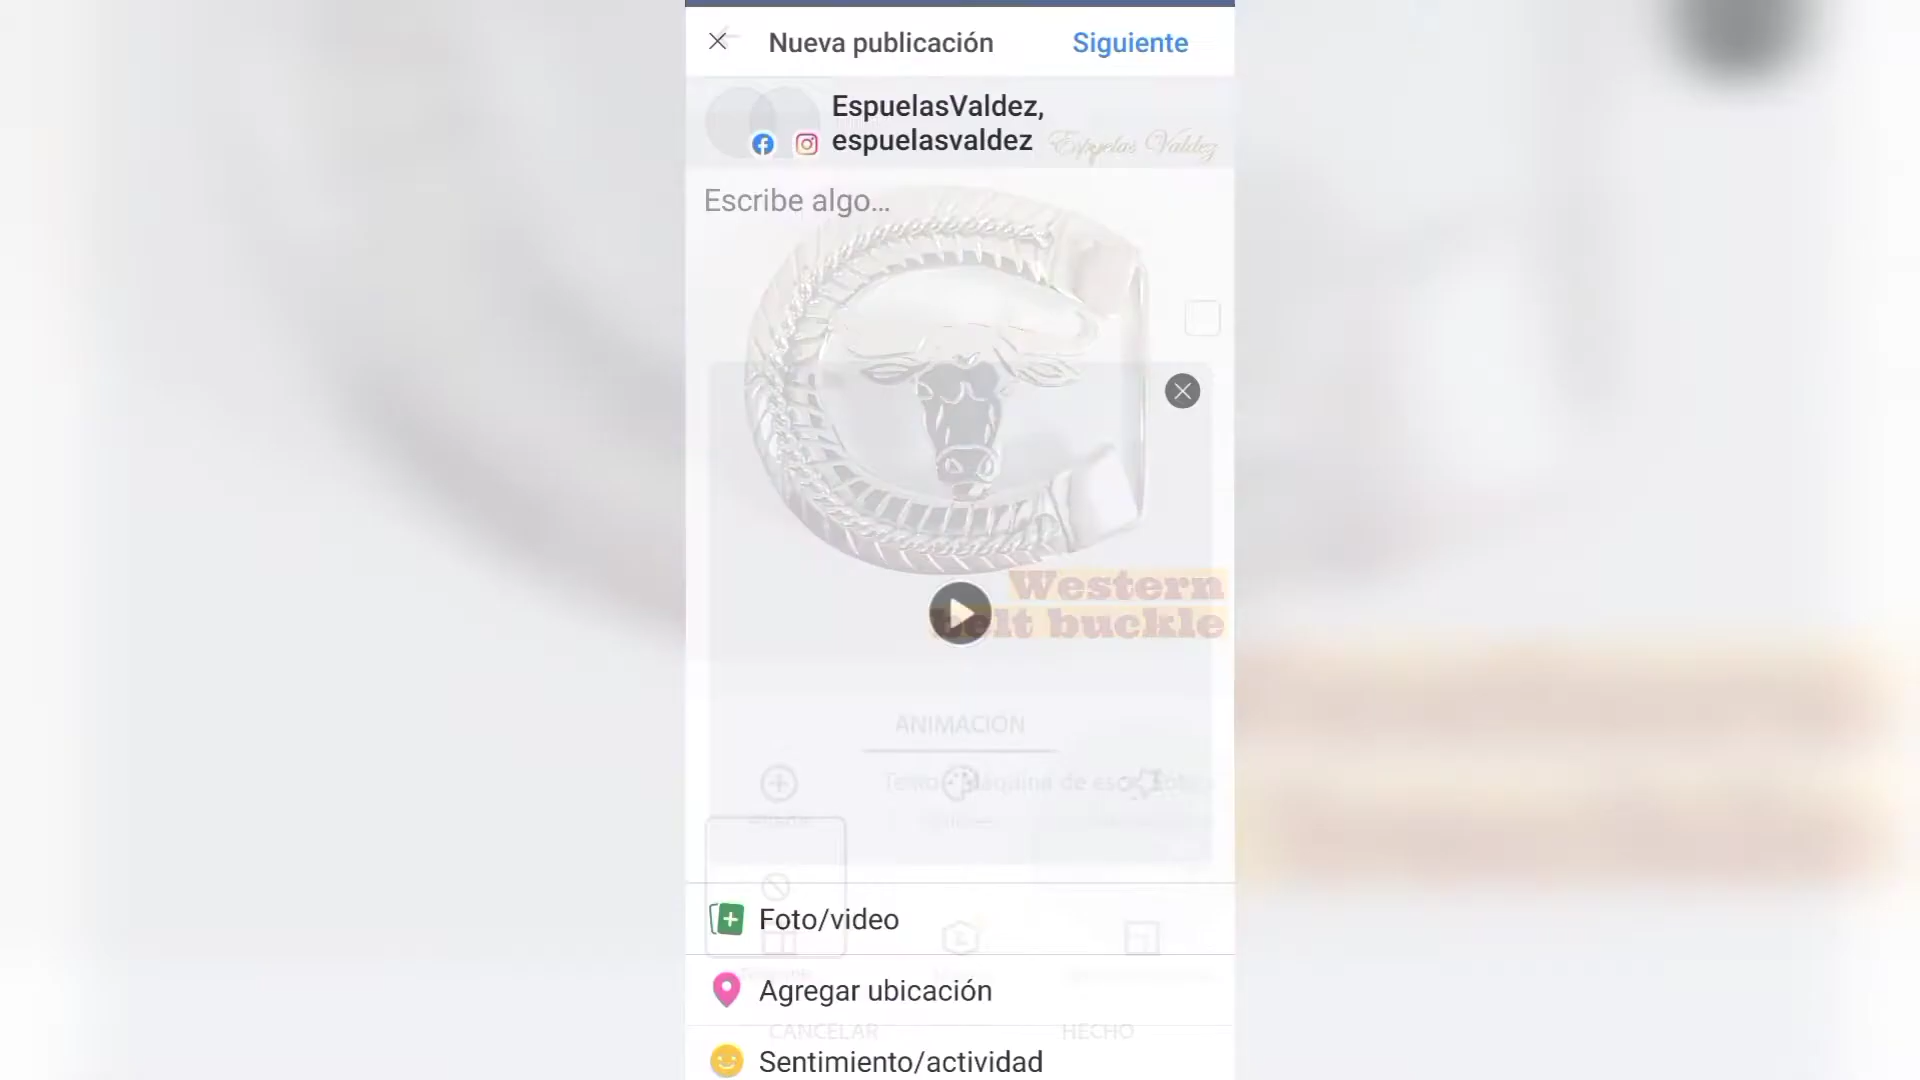 Nueva publicación
Siguiente
EspuelasValdez,
espuelasvaldez
Espuelas Valdez
Escribe algo...
Western
belt buckle
ANIMACIÓN
Foto/video
Agregar ubicación
CANCELAR
HECHO
Sentimiento/actividad